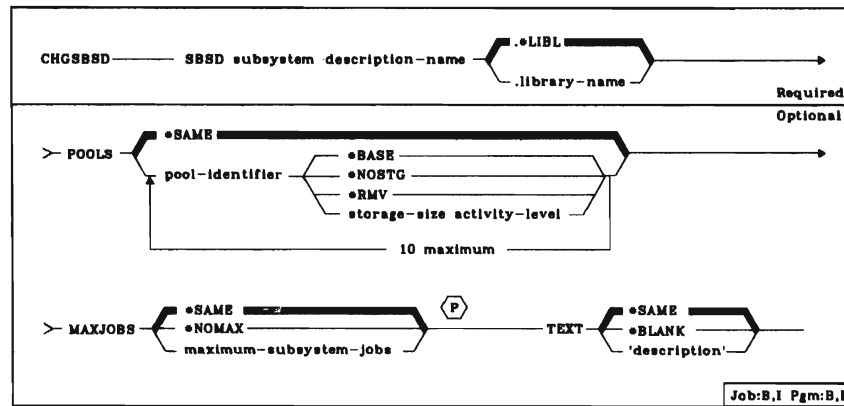 .*LIBL
CHGSBSD SBSD subsystem description-name
.library-name
Required
Optional
*SAME
POOLS
*BASE
pool-identifier *NOSTG
*RMV
storage-size activity-level
10 maximum
*SAME P *SAME
MAXJOBS *NOMAX TEXT *BLANK
maximum-subsystem-jobs 'description'
Job:B,I Pgm:B,